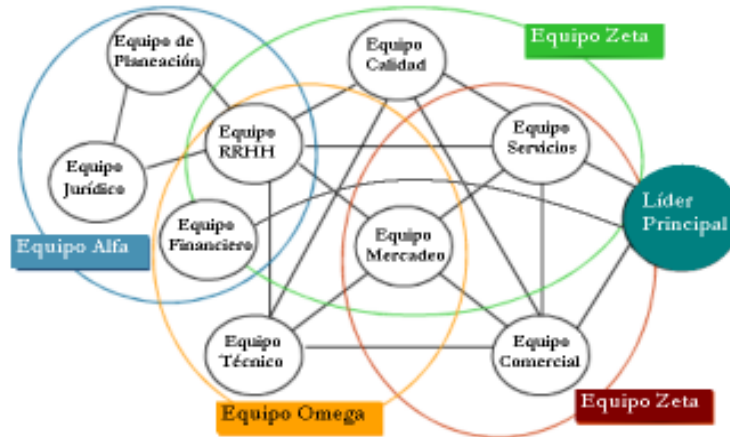 Equipo de
Planeación
Equipo
Calidad
Equipo Zeta
Equipo
RRHH
Equipo
Servicios
Equipo
Jurídico
Líder
Principal
Equipo
Financiero
Equipo Alfa
Equipo
Mercadeo
Equipo
Técnico
Equipo
Comercial
Equipo Omega
Equipo Zeta